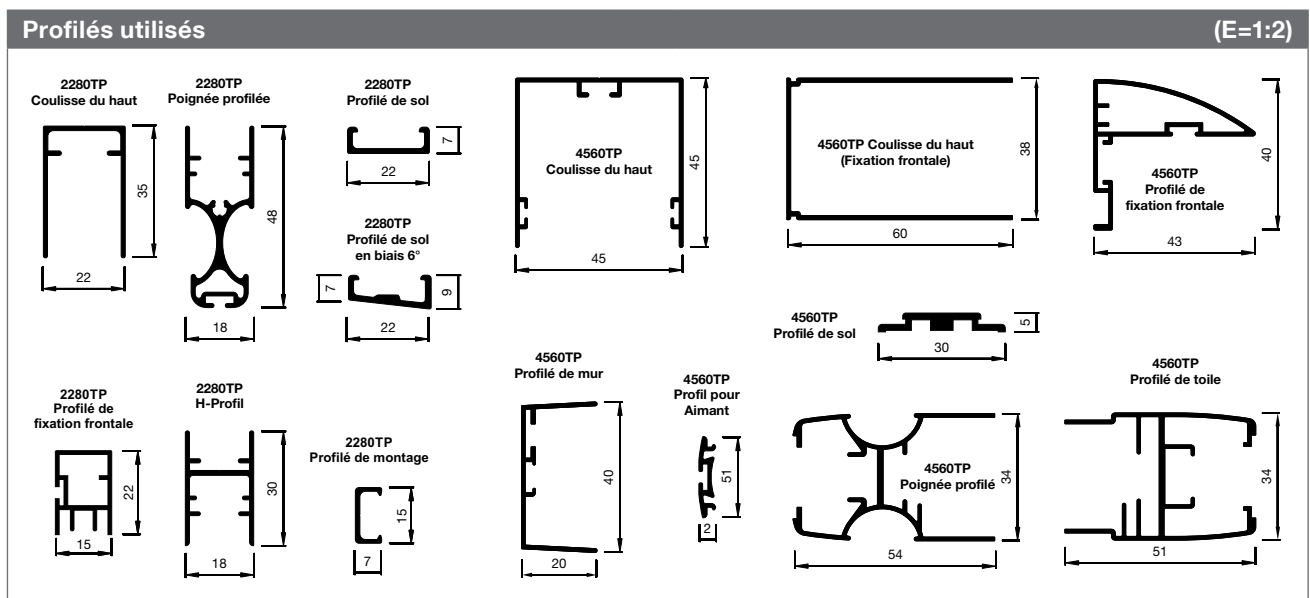 Profilés utilisés (E=1:2)
2280TP
Coulisse du haut
35
22
2280TP
Poignée profilée
48
18
2280TP
Profilé de sol
7
22
2280TP
Profilé de sol
en biais 6°
7
9
22
4560TP
Coulisse du haut
45
45
4560TP Coulisse du haut
(Fixation frontale)
38
60
4560TP
Profilé de
fixation frontale
40
43
4560TP
Profilé de sol
5
30
2280TP
Profilé de
fixation frontale
22
15
2280TP
H-Profil
30
18
2280TP
Profilé de montage
15
7
4560TP
Profilé de mur
40
20
4560TP
Profil pour
Aimant
51
2
4560TP
Poignée profilé
34
54
4560TP
Profilé de toile
34
51